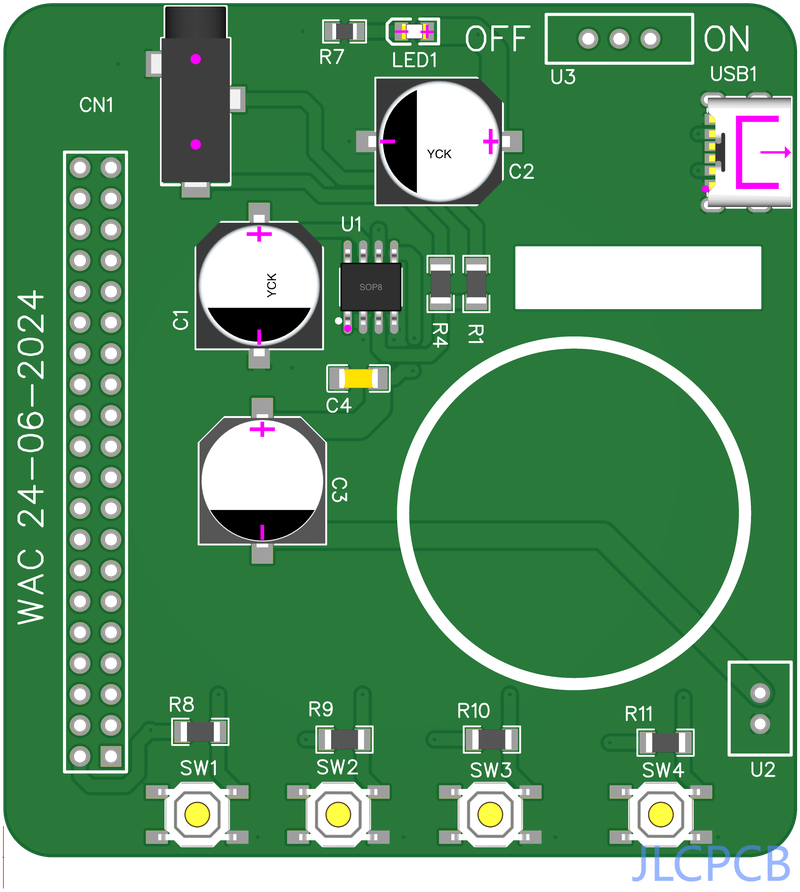 R7
LED1
OFF
ON
U3
USB1
CN1
YCK
C2
U1
YCK
C1
SOP8
R4
R1
C4
C3
WAC 24-06-2024
R8
R9
R10
R11
SW1
SW2
SW3
SW4
U2
JLCPCB